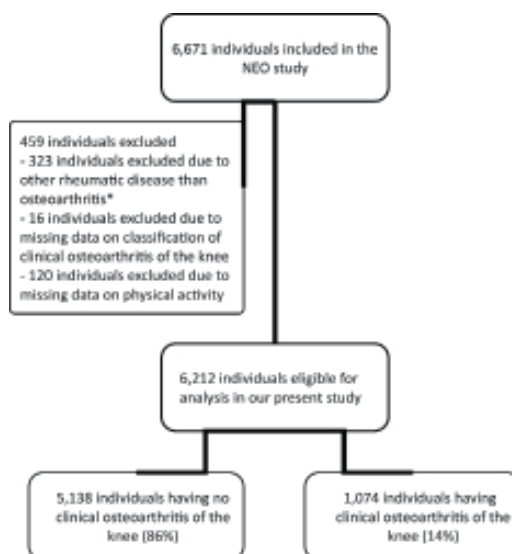 6,671 individuals included in the
NEO study
459 individuals excluded
- 323 individuals excluded due to
other rheumatic disease than
osteoarthritis*
- 16 individuals excluded due to
missing data on classification of
clinical osteoarthritis of the knee
- 120 individuals excluded due to
missing data on physical activity
6,212 individuals eligible for
analysis in our present study
5,138 individuals having no
clinical osteoarthritis of the
knee (86%)
1,074 individuals having
clinical osteoarthritis of the
knee (14%)